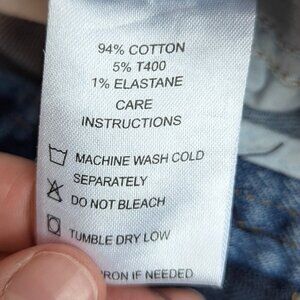 94% COTTON
5% T400
1% ELASTANE
CARE
INSTRUCTIONS
MACHINE WASH COLD
SEPARATELY
DO NOT BLEACH
TUMBLE DRY LOW
IF NEEDED